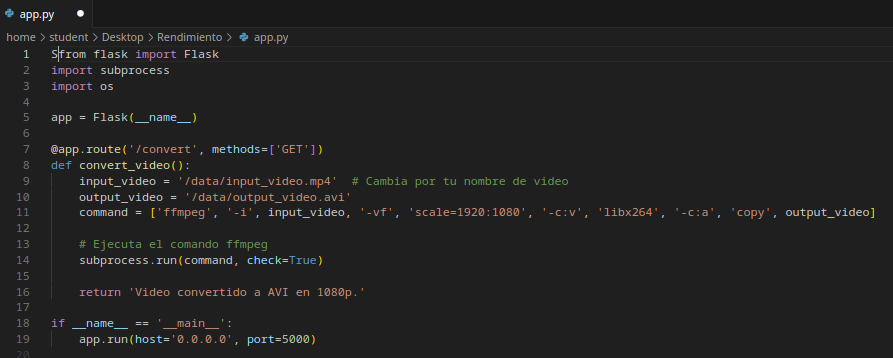 app.py
home > student > Desktop > Rendimiento > app.py
1 Sfrom flask import Flask
2 import subprocess
3 import os
4
5 app = Flask(__name__)
6
7 @app.route('/convert', methods=['GET'])
8 def convert_video():
9     input_video = '/data/input_video.mp4'  # Cambia por tu nombre de video
10     output_video = '/data/output_video.avi'
11     command = ['ffmpeg', '-i', input_video, '-vf', 'scale=1920:1080', '-c:v', 'libx264', '-c:a', 'copy', output_video]
12
13     # Ejecuta el comando ffmpeg
14     subprocess.run(command, check=True)
15
16     return 'Video convertido a AVI en 1080p.'
17
18 if __name__ == '__main__':
19     app.run(host='0.0.0.0', port=5000)
20